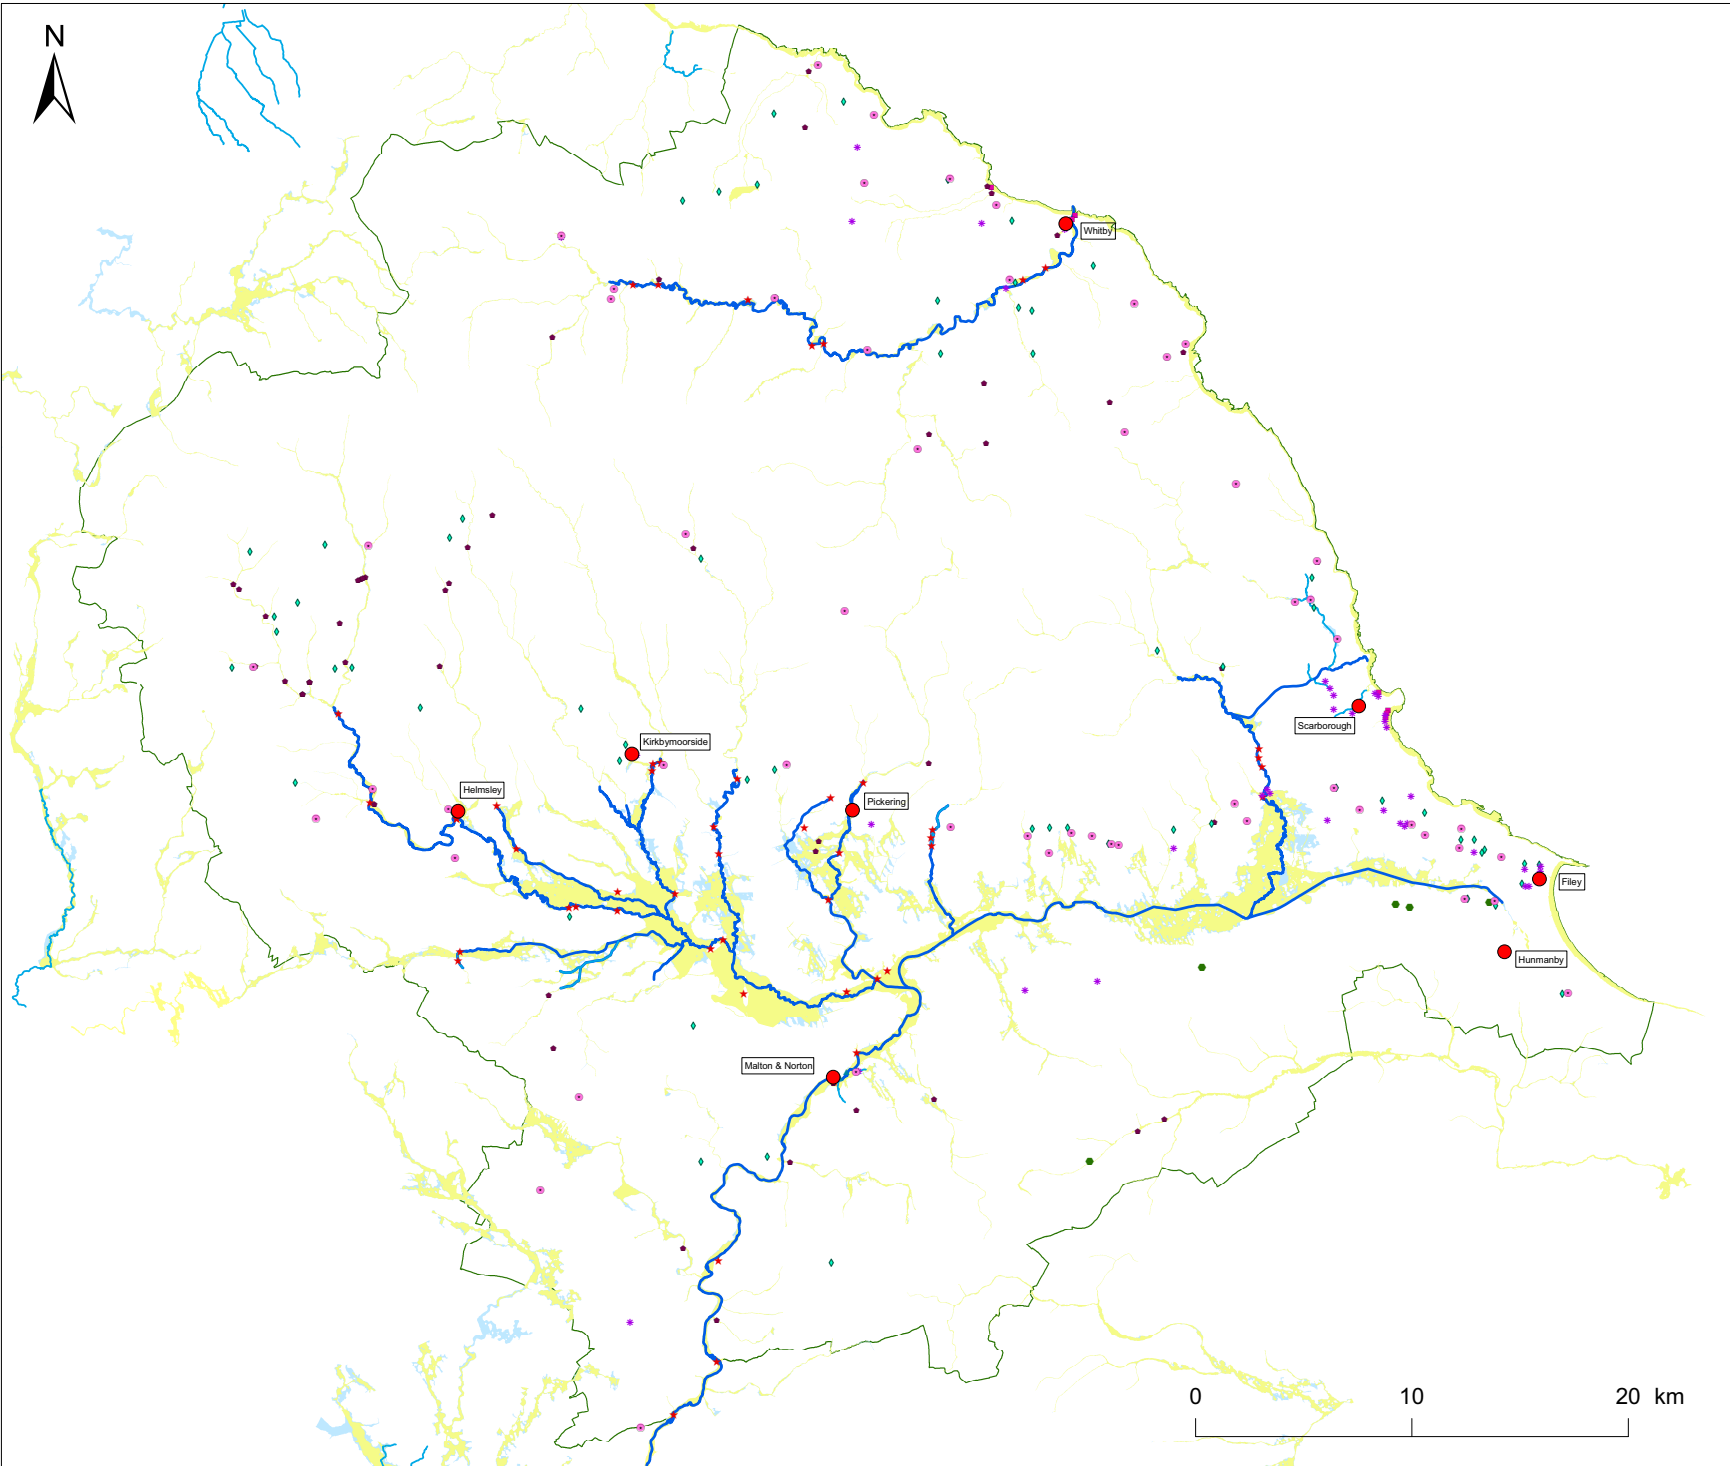 N
Whitby
Scarborough
Kirkbymoorside
Helmsley
Pickering
Filey
Hunmanby
Malton & Norton
0 10 20 km